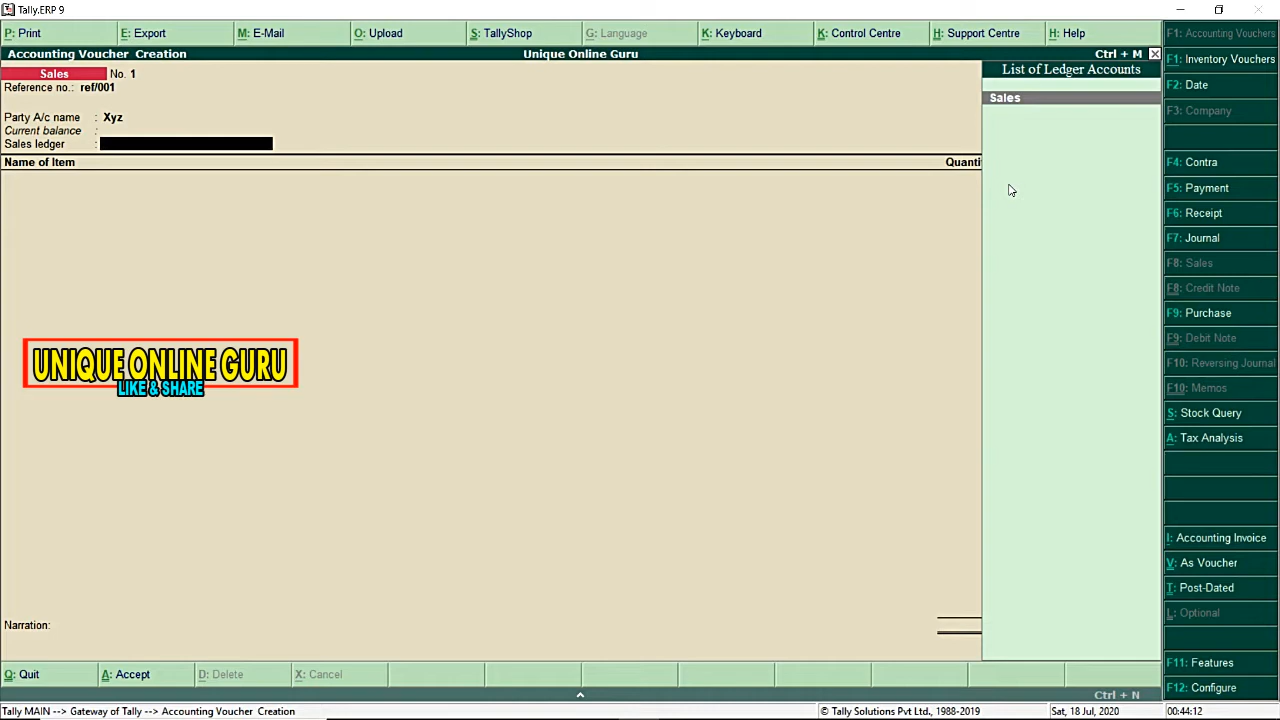 Tally.ERP 9
P: Print
E: Export
M: E-Mail
O: Upload
S: TallyShop
G: Language
K: Keyboard
K: Control Centre
H: Support Centre
H: Help
Accounting Voucher Creation
Unique Online Guru
Ctrl + M
Sales No. 1
Reference no.: ref/001
Party A/c name : Xyz
Current balance :
Sales ledger :
Name of Item
Quanti
List of Ledger Accounts
Sales
UNIQUE ONLINE GURU
LIKE & SHARE
Narration:
F1: Accounting Vouchers
F1: Inventory Vouchers
F2: Date
F3: Company
F4: Contra
F5: Payment
F6: Receipt
F7: Journal
F8: Sales
F8: Credit Note
F9: Purchase
F9: Debit Note
F10: Reversing Journal
F10: Memos
S: Stock Query
A: Tax Analysis
I: Accounting Invoice
V: As Voucher
T: Post-Dated
L: Optional
F11: Features
F12: Configure
Q: Quit
A: Accept
D: Delete
X: Cancel
Ctrl + N
Tally MAIN --> Gateway of Tally --> Accounting Voucher Creation
© Tally Solutions Pvt Ltd., 1988-2019
Sat, 18 Jul, 2020
00:44:12